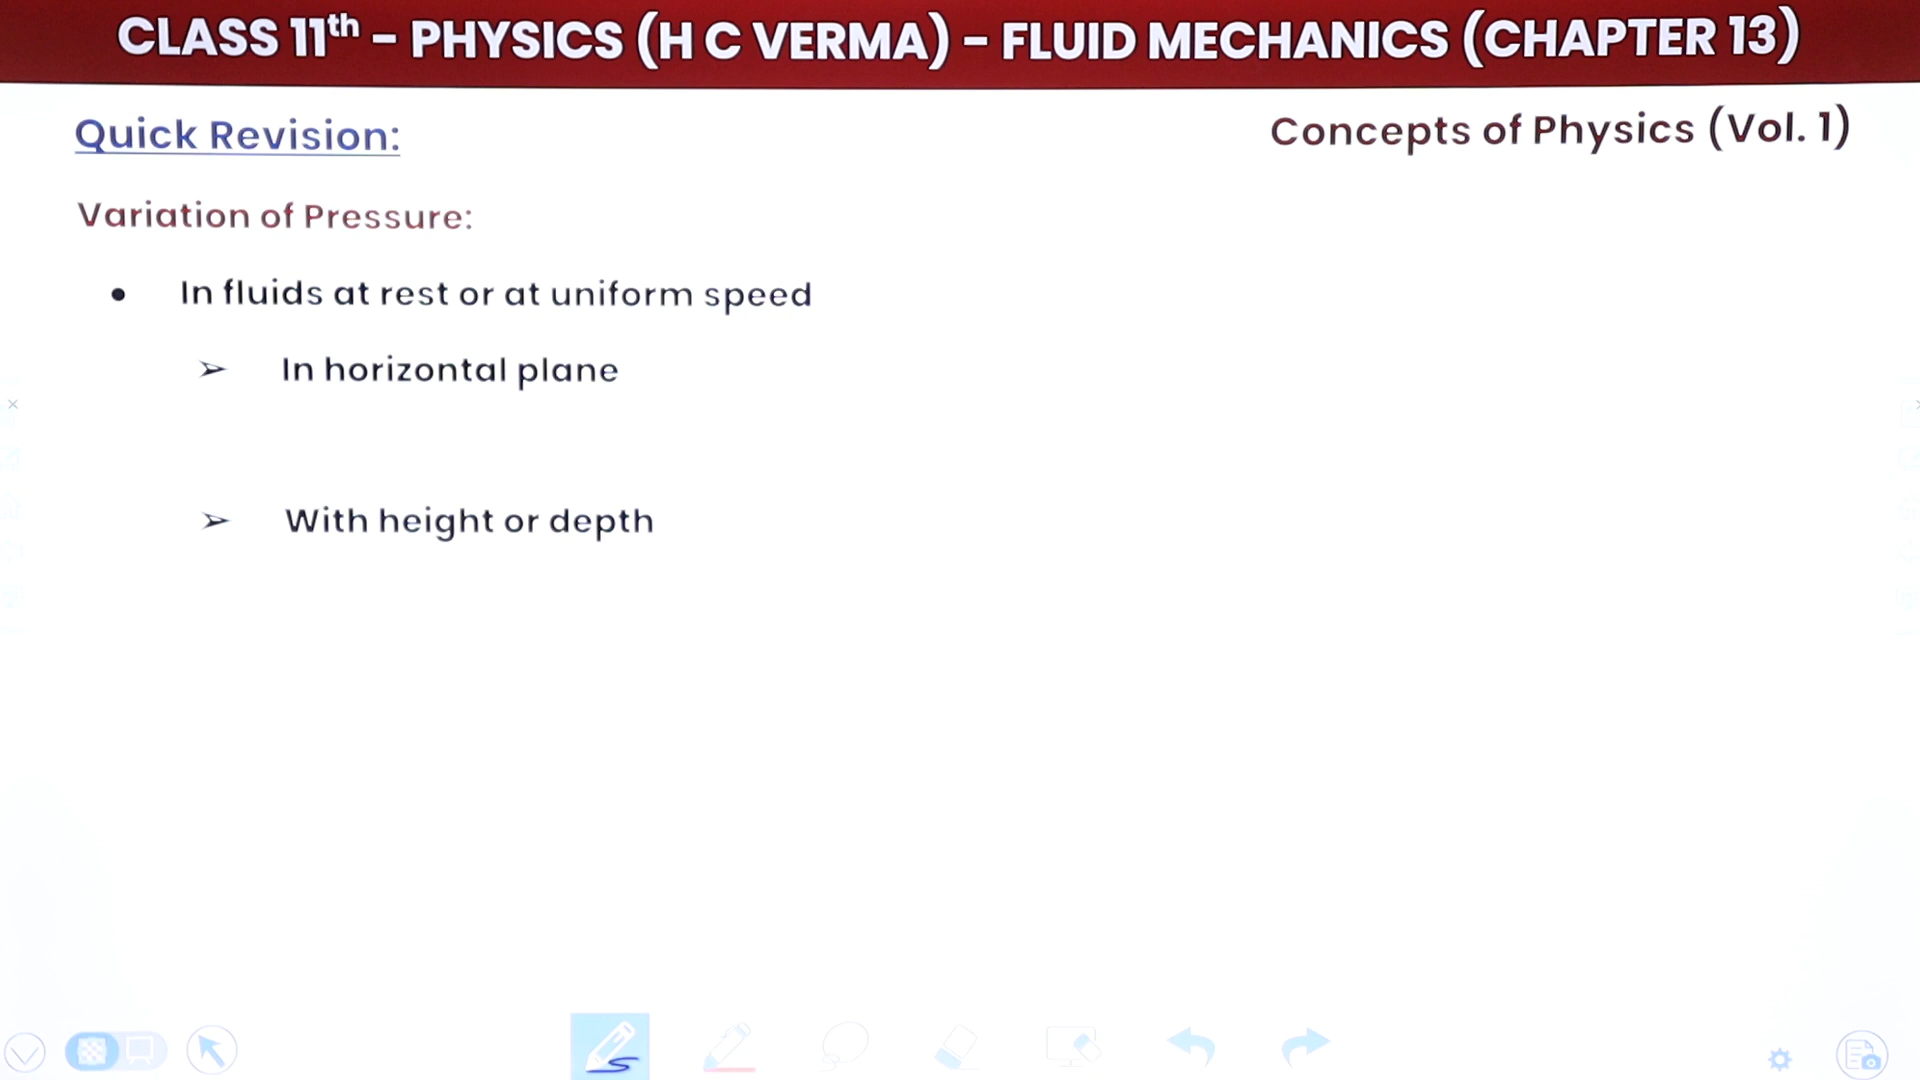 CLASS 11th - PHYSICS (H C VERMA) - FLUID MECHANICS (CHAPTER 13)
Quick Revision:
Concepts of Physics (Vol. 1)
Variation of Pressure:
• In fluids at rest or at uniform speed
➢ In horizontal plane
➢ With height or depth